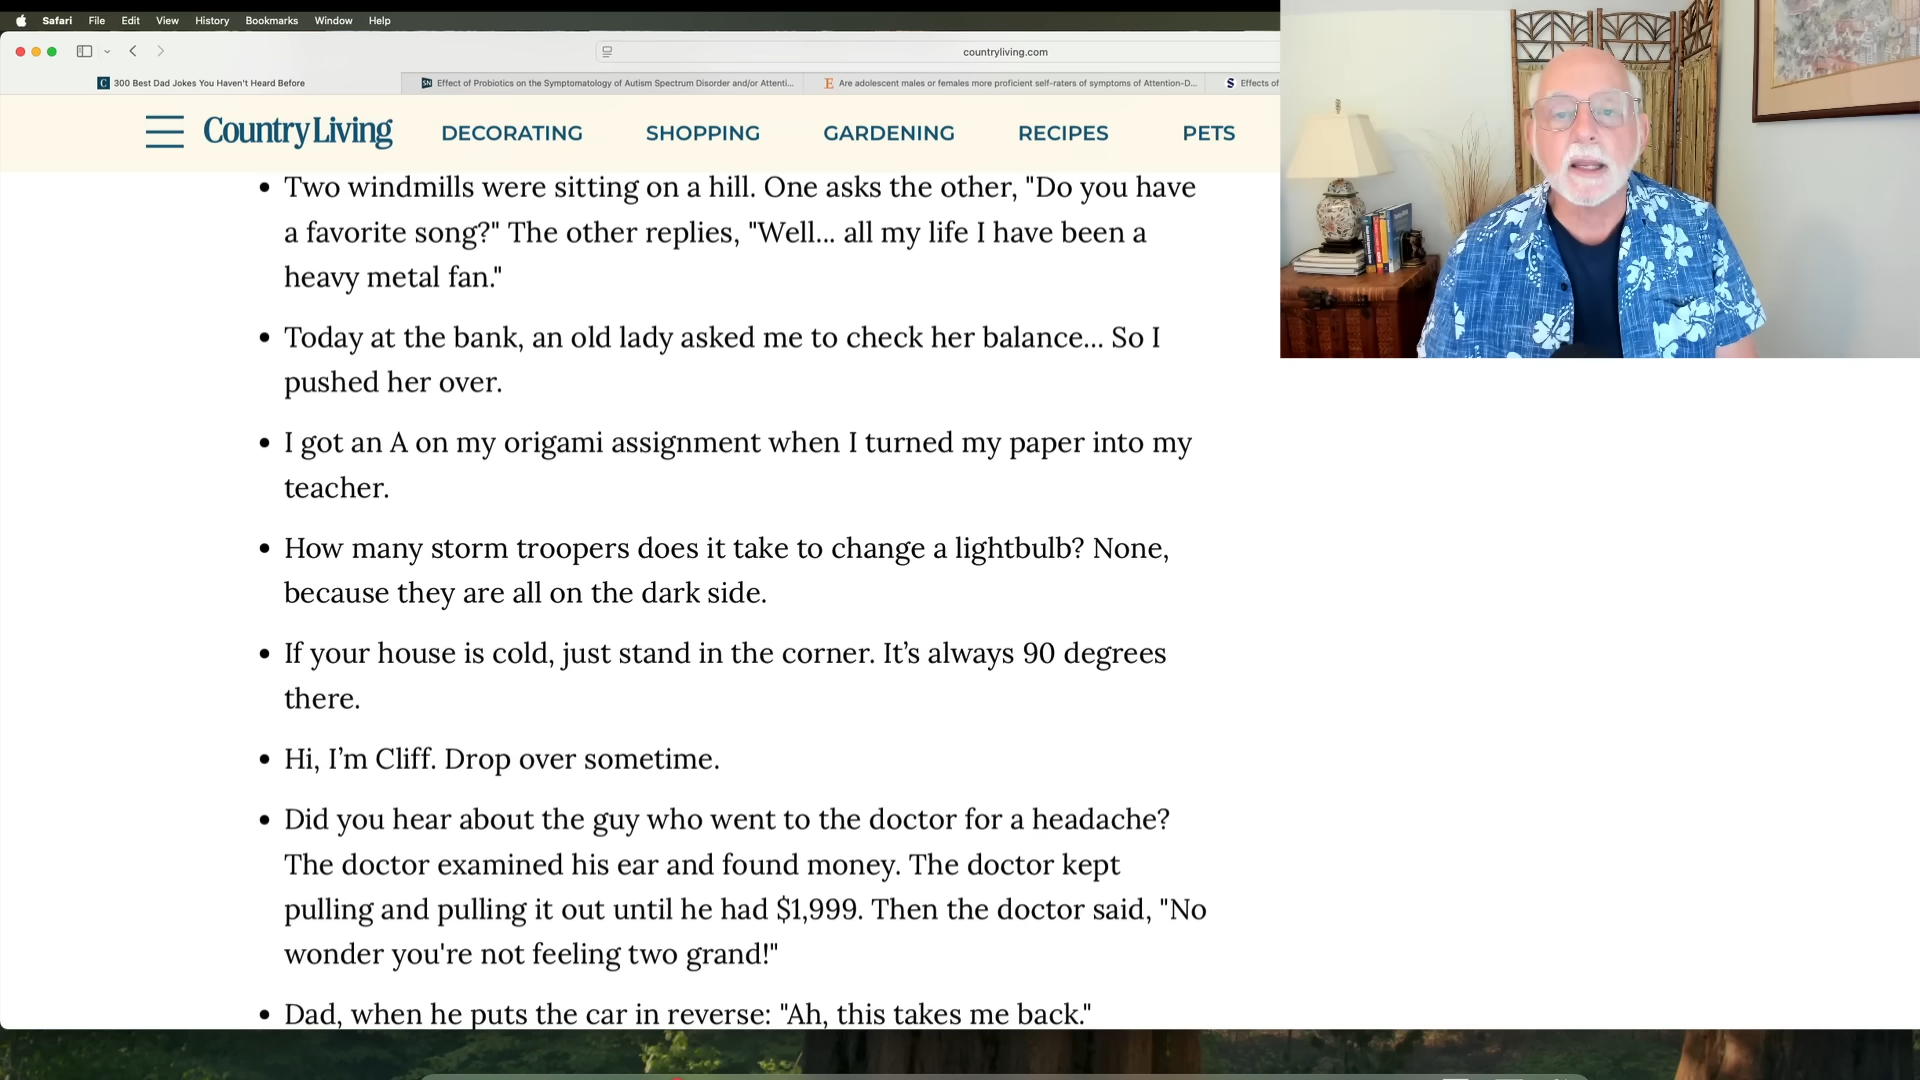 Safari File Edit View History Bookmarks Window Help
countryliving.com
300 Best Dad Jokes You Haven't Heard Before
Effect of Probiotics on the Symptomatology of Autism Spectrum Disorder and/or Attenti...
Are adolescent males or females more proficient self-raters of symptoms of Attention-D...
Effects of
Country Living DECORATING SHOPPING GARDENING RECIPES PETS
• Two windmills were sitting on a hill. One asks the other, "Do you have
a favorite song?" The other replies, "Well... all my life I have been a
heavy metal fan."
• Today at the bank, an old lady asked me to check her balance... So I
pushed her over.
• I got an A on my origami assignment when I turned my paper into my
teacher.
• How many storm troopers does it take to change a lightbulb? None,
because they are all on the dark side.
• If your house is cold, just stand in the corner. It’s always 90 degrees
there.
• Hi, I’m Cliff. Drop over sometime.
• Did you hear about the guy who went to the doctor for a headache?
The doctor examined his ear and found money. The doctor kept
pulling and pulling it out until he had $1,999. Then the doctor said, "No
wonder you're not feeling two grand!"
• Dad, when he puts the car in reverse: "Ah, this takes me back."